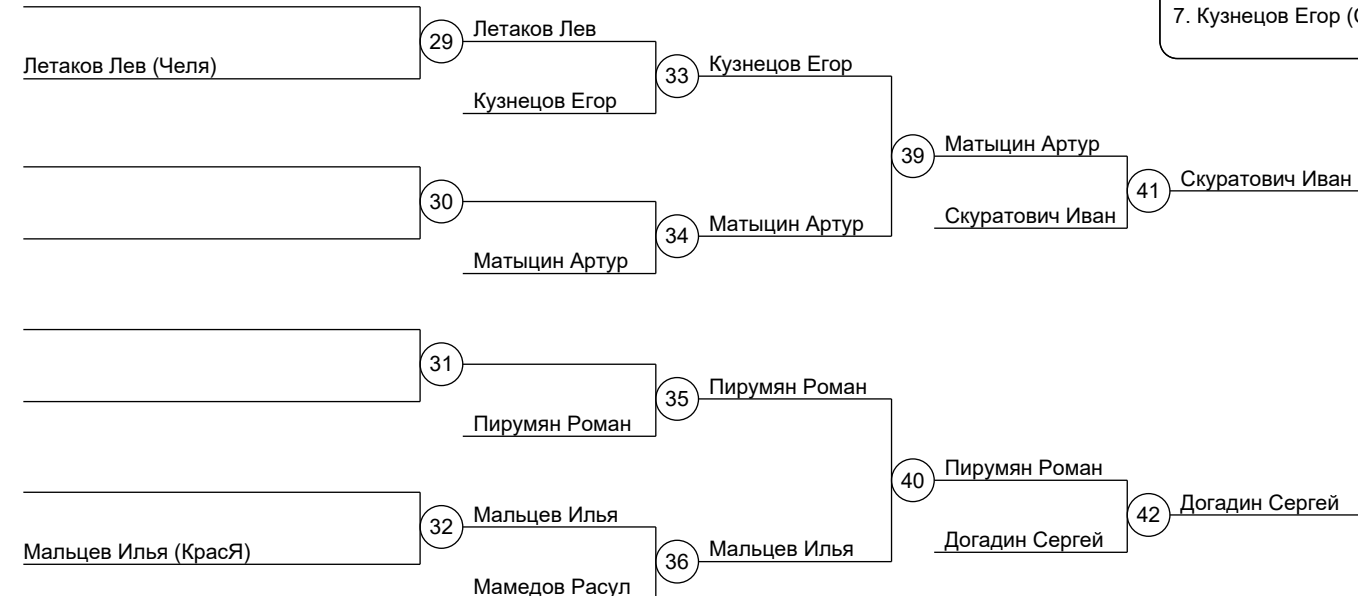 7. Кузнецов Егор (
29
Летаков Лев
Летаков Лев (Челя)
33
Кузнецов Егор
Кузнецов Егор
39
Матыцин Артур
41
Скуратович Иван
30
34
Матыцин Артур
Скуратович Иван
Матыцин Артур
31
35
Пирумян Роман
Пирумян Роман
40
Пирумян Роман
42
Догадин Сергей
32
Мальцев Илья
Догадин Сергей
Мальцев Илья (КрасЯ)
36
Мальцев Илья
Мамедов Расул